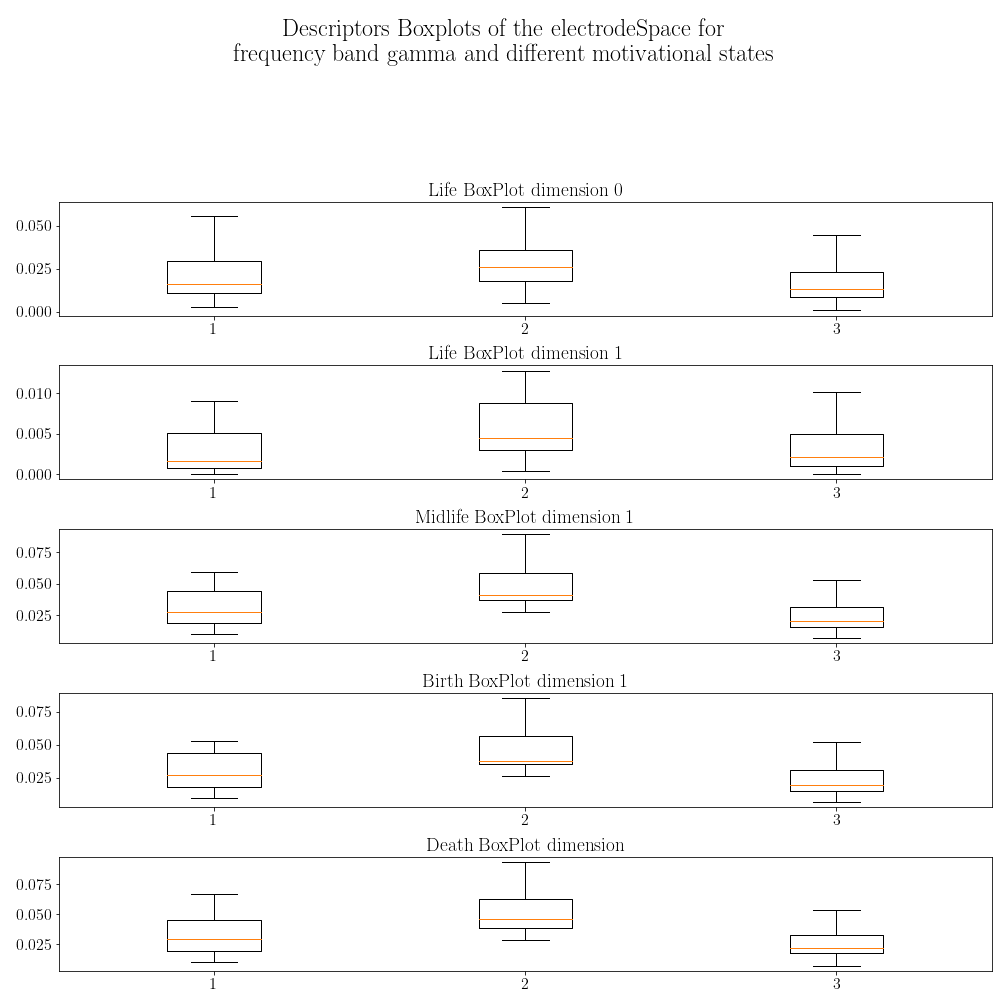 Descriptors Boxplots of the electrodeSpace for
frequency band gamma and different motivational states
Life BoxPlot dimension 0
0.050
0.025
0.000
1 2 3
Life BoxPlot dimension 1
0.010
0.005
0.000
1 2 3
Midlife BoxPlot dimension 1
0.075
0.050
0.025
1 2 3
Birth BoxPlot dimension 1
0.075
0.050
0.025
1 2 3
Death BoxPlot dimension
0.075
0.050
0.025
1 2 3